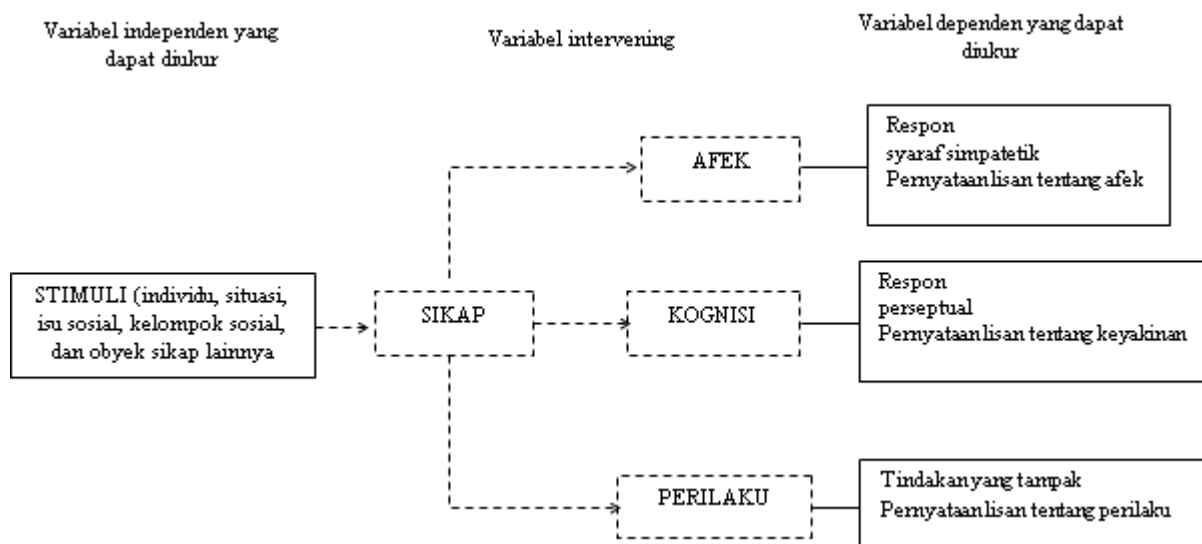 Variabel independen yang
dapat diukur
Variabel intervening
Variabel dependen yang dapat
diukur
AFEK
Respon
syaraf simpatetik
Pernyataan lisan tentang afek
STIMULI (individu, situasi,
isu sosial, kelompok sosial,
dan obyek sikap lainnya
SIKAP
KOGNISI
Respon
perseptual
Pernyataan lisan tentang keyakinan
PERILAKU
Tindakan yang tampak
Pernyataan lisan tentang perilaku